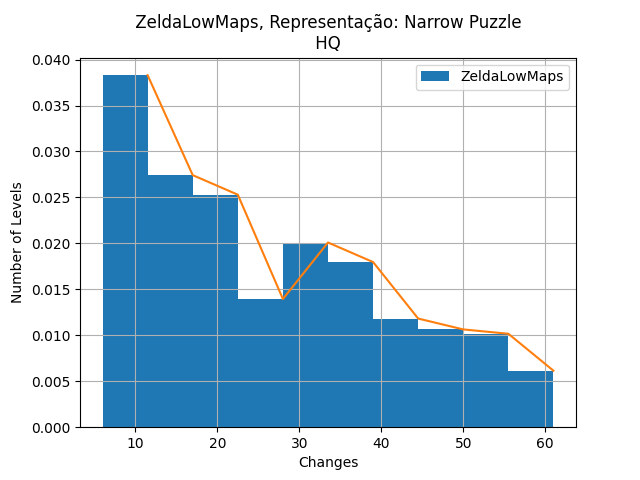 ZeldaLowMaps, Representação: Narrow Puzzle
HQ
ZeldaLowMaps
Number of Levels
0.040
0.035
0.030
0.025
0.020
0.015
0.010
0.005
0.000
10 20 30 40 50 60
Changes